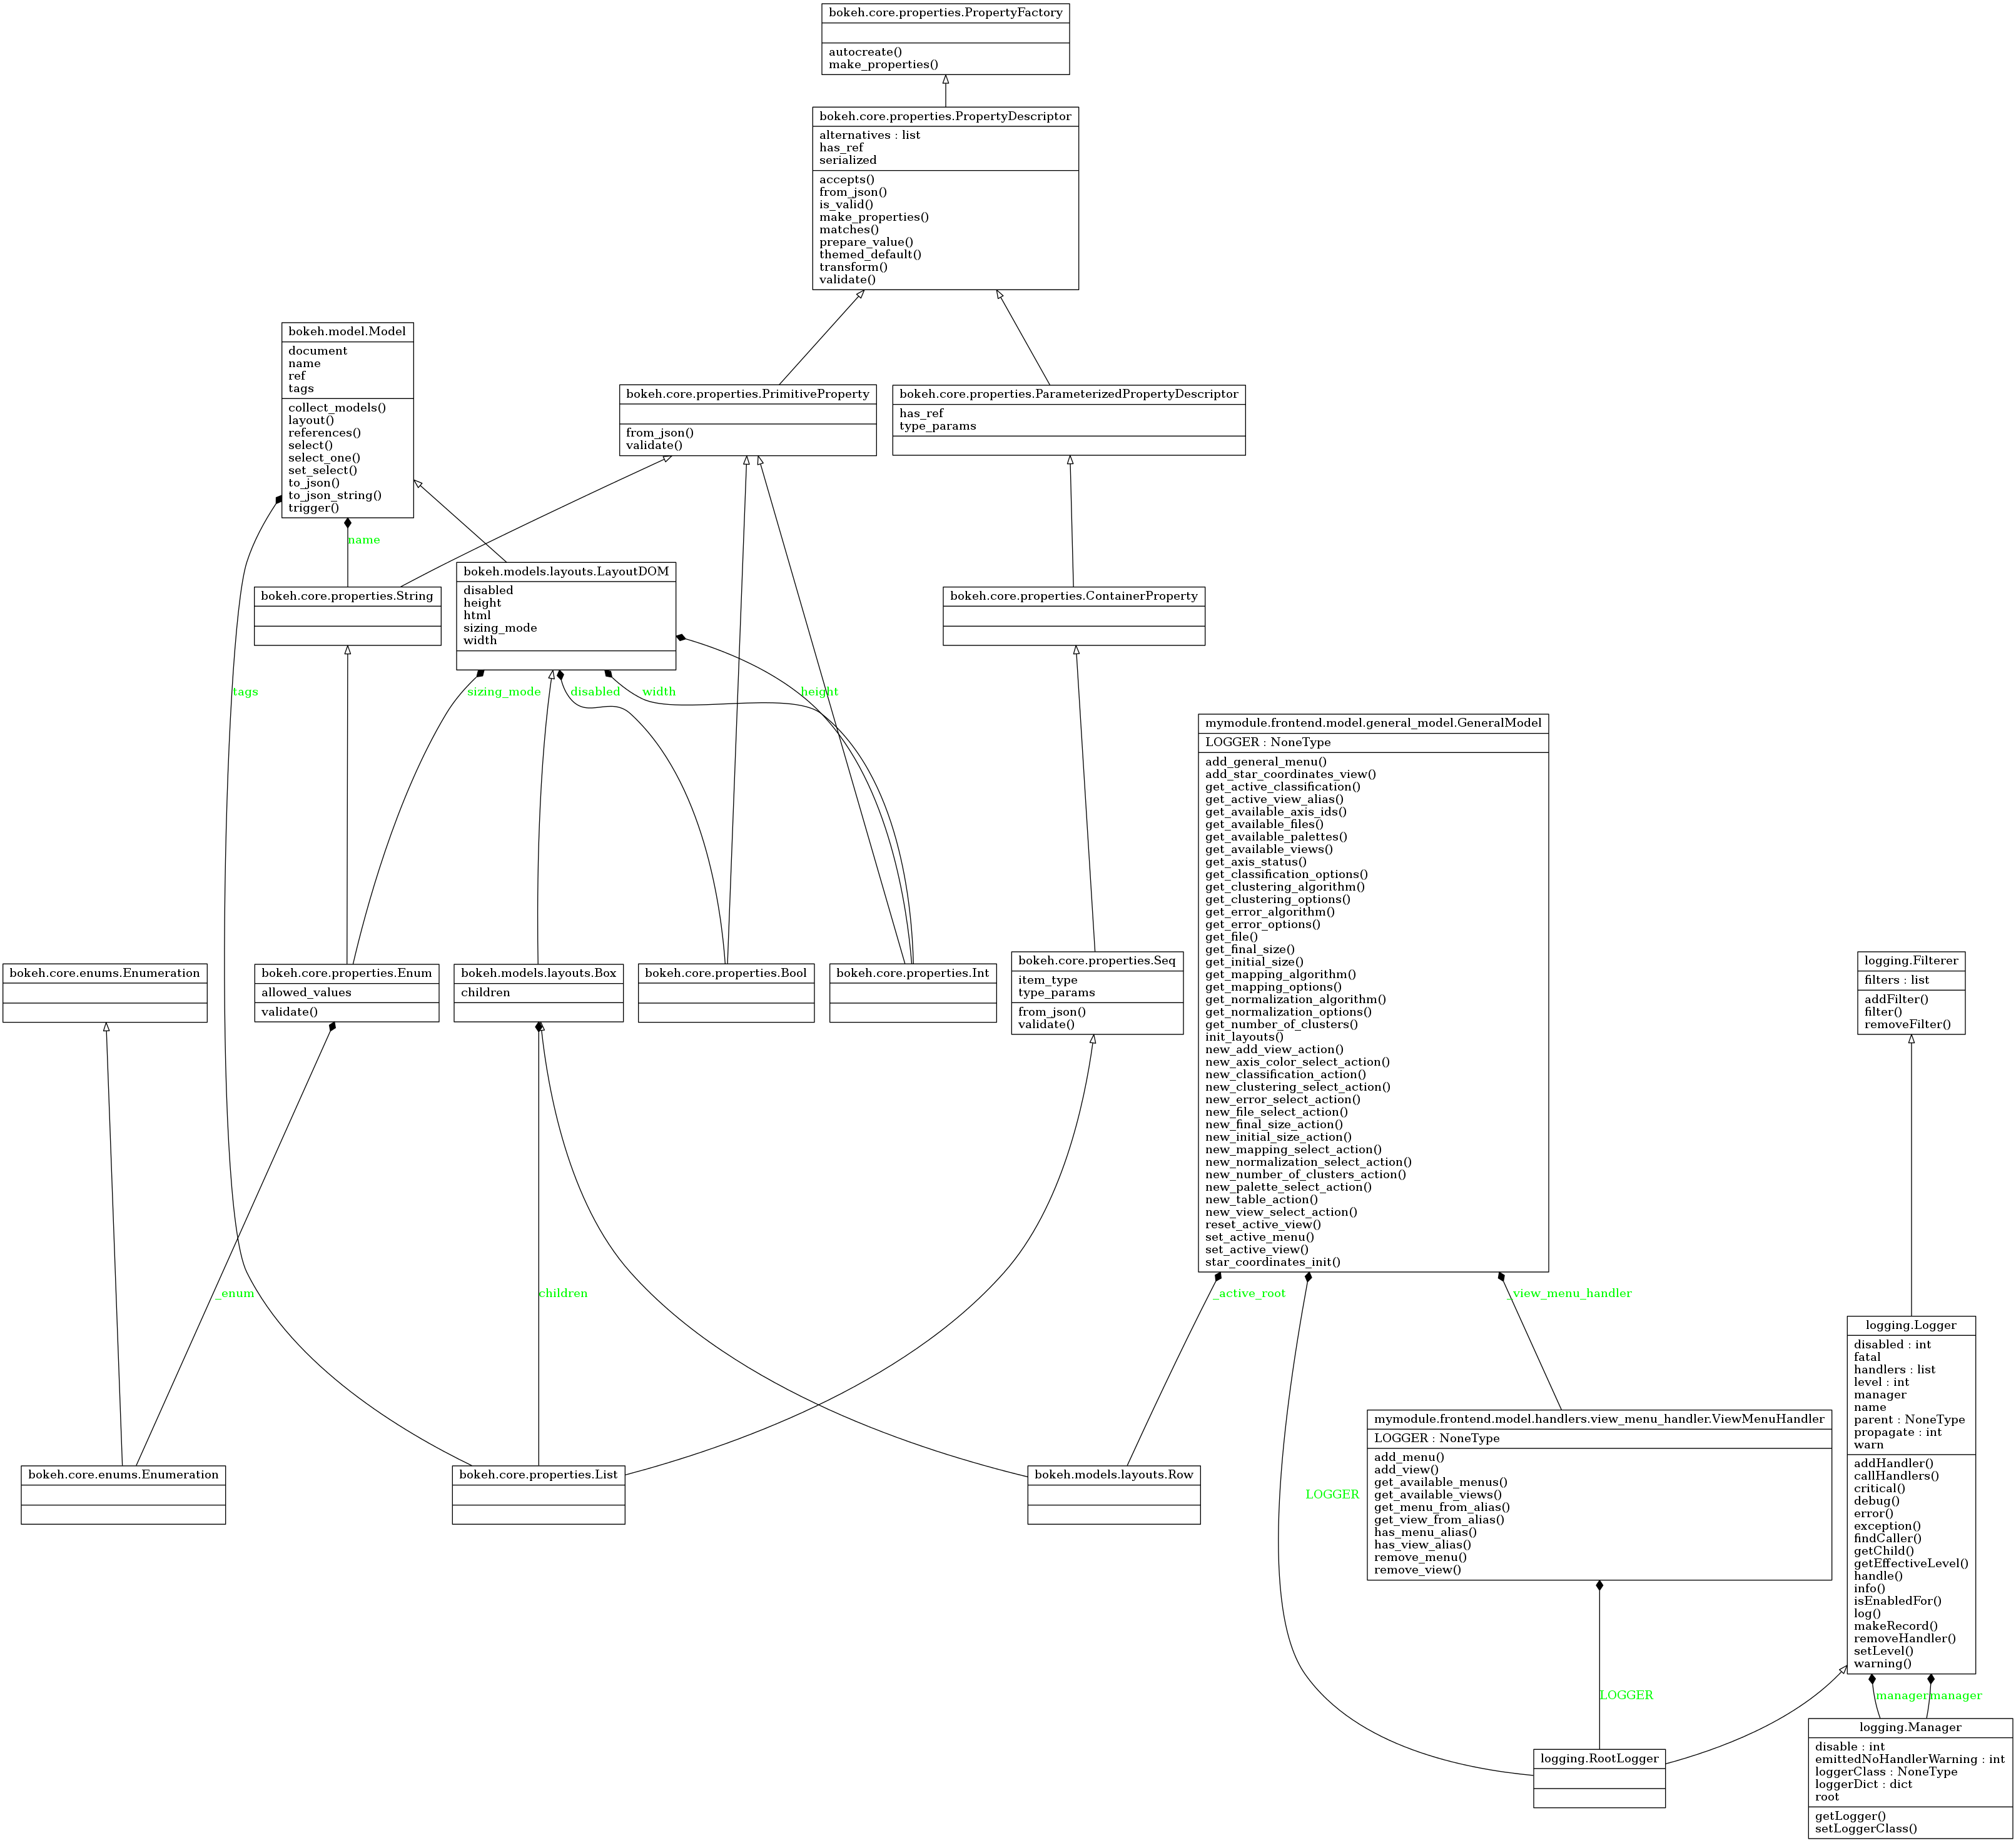 bokeh.core.properties.PropertyFactory
autocreate()
make_properties()
bokeh.core.properties.PropertyDescriptor
alternatives : list
has_ref
serialized
accepts()
from_json()
is_valid()
make_properties()
matches()
prepare_value()
themed_default()
transform()
validate()
bokeh.model.Model
document
name
ref
tags
collect_models()
layout()
references()
select()
select_one()
set_select()
to_json()
to_json_string()
trigger()
bokeh.core.properties.PrimitiveProperty
from_json()
validate()
bokeh.core.properties.ParameterizedPropertyDescriptor
has_ref
type_params
name
bokeh.core.properties.String
bokeh.models.layouts.LayoutDOM
disabled
height
html
sizing_mode
width
bokeh.core.properties.ContainerProperty
tags
sizing_mode
disabled
width
height
mymodule.frontend.model.general_model.GeneralModel
LOGGER : NoneType
add_general_menu()
add_star_coordinates_view()
get_active_classification()
get_active_view_alias()
get_available_axis_ids()
get_available_files()
get_available_palettes()
get_available_views()
get_axis_status()
get_classification_options()
get_clustering_algorithm()
get_clustering_options()
get_error_algorithm()
get_error_options()
get_file()
get_final_size()
get_initial_size()
get_mapping_algorithm()
get_mapping_options()
get_normalization_algorithm()
get_normalization_options()
get_number_of_clusters()
init_layouts()
new_add_view_action()
new_axis_color_select_action()
new_classification_action()
new_clustering_select_action()
new_error_select_action()
new_file_select_action()
new_final_size_action()
new_initial_size_action()
new_mapping_select_action()
new_normalization_select_action()
new_number_of_clusters_action()
new_palette_select_action()
new_table_action()
new_view_select_action()
reset_active_view()
set_active_menu()
set_active_view()
star_coordinates_init()
bokeh.core.enums.Enumeration
bokeh.core.properties.Enum
allowed_values
validate()
bokeh.models.layouts.Box
children
bokeh.core.properties.Bool
bokeh.core.properties.Int
bokeh.core.properties.Seq
item_type
type_params
from_json()
validate()
logging.Filterer
filters : list
addFilter()
filter()
removeFilter()
_enum
children
_active_root
_view_menu_handler
logging.Logger
disabled : int
fatal
handlers : list
level : int
manager
name
parent : NoneType
propagate : int
warn
addHandler()
callHandlers()
critical()
debug()
error()
exception()
findCaller()
getChild()
getEffectiveLevel()
handle()
info()
isEnabledFor()
log()
makeRecord()
removeHandler()
setLevel()
warning()
bokeh.core.enums.Enumeration
bokeh.core.properties.List
bokeh.models.layouts.Row
LOGGER
mymodule.frontend.model.handlers.view_menu_handler.ViewMenuHandler
LOGGER : NoneType
add_menu()
add_view()
get_available_menus()
get_available_views()
get_menu_from_alias()
get_view_from_alias()
has_menu_alias()
has_view_alias()
remove_menu()
remove_view()
LOGGER
manager
manager
logging.RootLogger
logging.Manager
disable : int
emittedNoHandlerWarning : int
loggerClass : NoneType
loggerDict : dict
root
getLogger()
setLoggerClass()